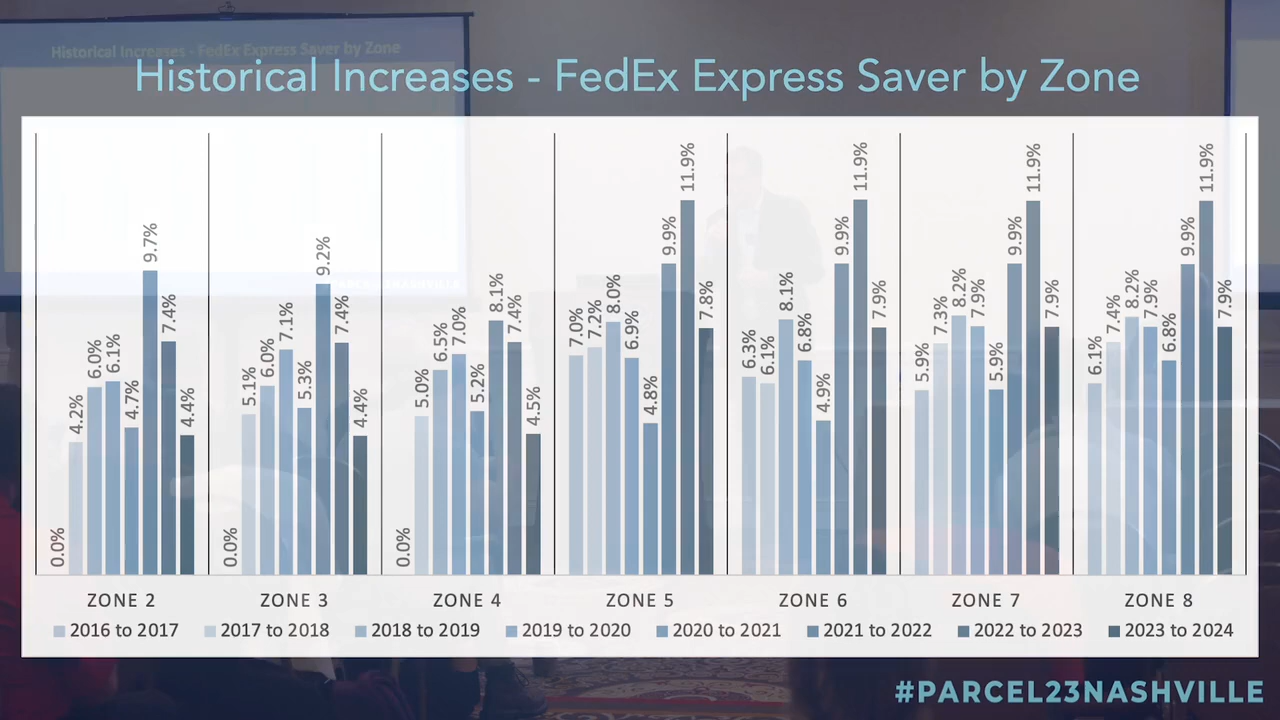 Historical Increases - FedEx Express Saver by Zone
Historical Increases - FedEx Express Saver by Zone
0.0% 4.2% 6.0% 6.1% 4.7% 9.7% 7.4% 4.4%
0.0% 5.1% 6.0% 7.1% 5.3% 9.2% 7.4% 4.4%
0.0% 5.0% 6.5% 7.0% 5.2% 8.1% 7.4% 4.5%
7.0% 7.2% 8.0% 6.9% 4.8% 9.9% 11.9% 7.8%
6.3% 6.1% 8.1% 6.8% 4.9% 9.9% 11.9% 7.9%
5.9% 7.3% 8.2% 7.9% 5.9% 9.9% 11.9% 7.9%
6.1% 7.4% 8.2% 7.9% 6.8% 9.9% 11.9% 7.9%
PARCEL23NASHVILLE
ZONE 2 ZONE 3 ZONE 4 ZONE 5 ZONE 6 ZONE 7 ZONE 8
2016 to 2017 2017 to 2018 2018 to 2019 2019 to 2020 2020 to 2021 2021 to 2022 2022 to 2023 2023 to 2024
#PARCEL23NASHVILLE